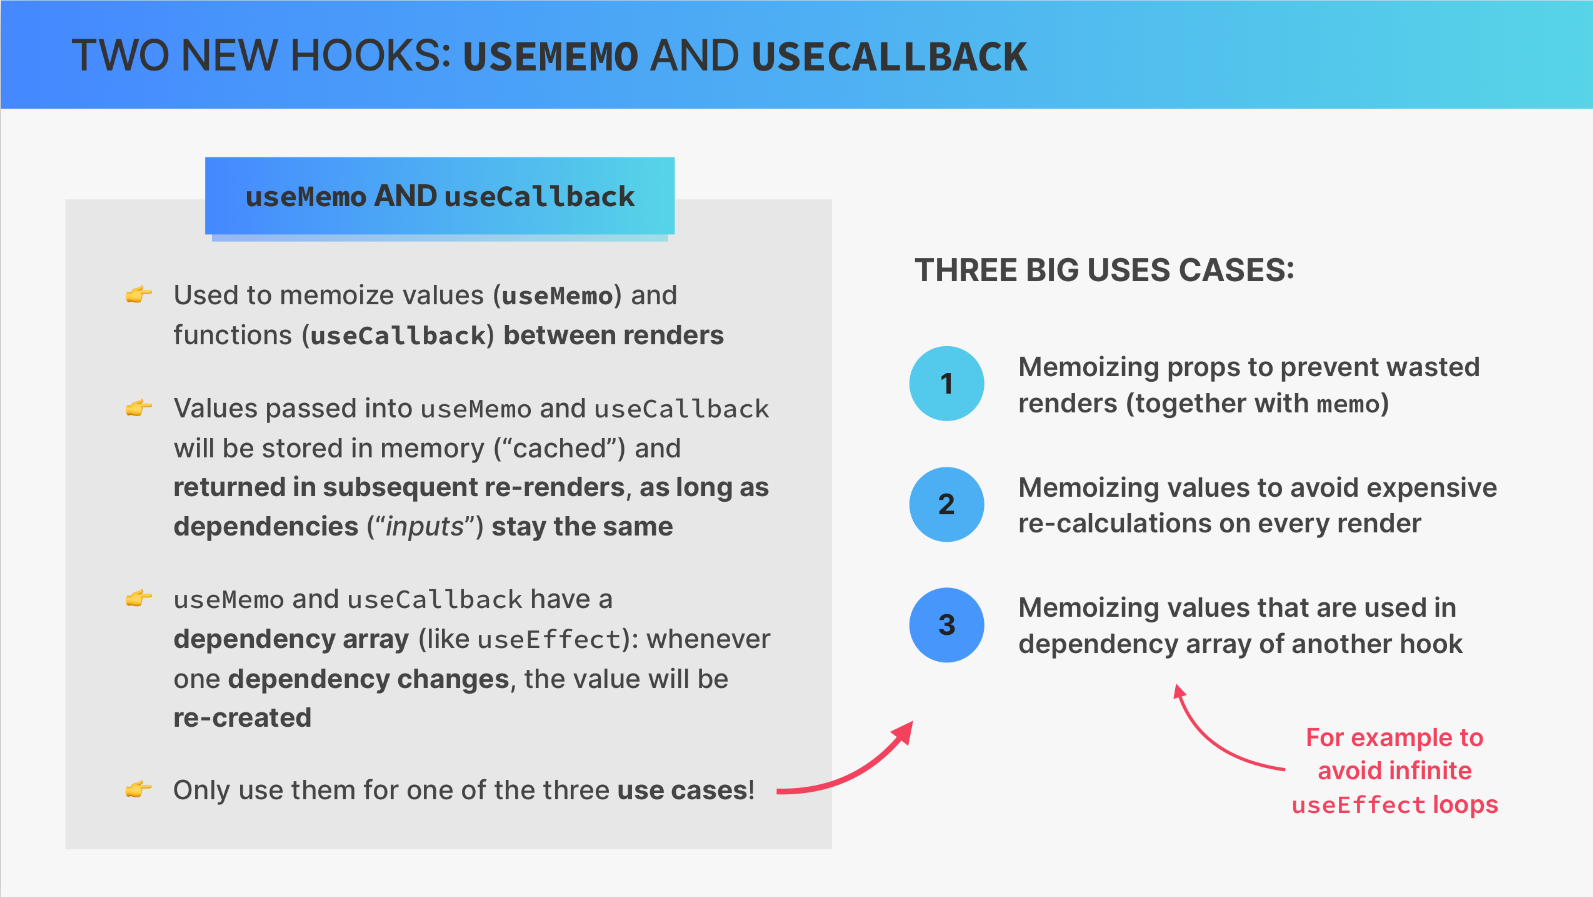 TWO NEW HOOKS: USEMEMO AND USECALLBACK
useMemo AND useCallback
Used to memoize values (useMemo) and
functions (useCallback) between renders
Values passed into useMemo and useCallback
will be stored in memory (“cached”) and
returned in subsequent re-renders, as long as
dependencies (“inputs”) stay the same
useMemo and useCallback have a
dependency array (like useEffect): whenever
one dependency changes, the value will be
re-created
Only use them for one of the three use cases!
THREE BIG USES CASES:
1
Memoizing props to prevent wasted
renders (together with memo)
2
Memoizing values to avoid expensive
re-calculations on every render
3
Memoizing values that are used in
dependency array of another hook
For example to
avoid infinite
useEffect loops